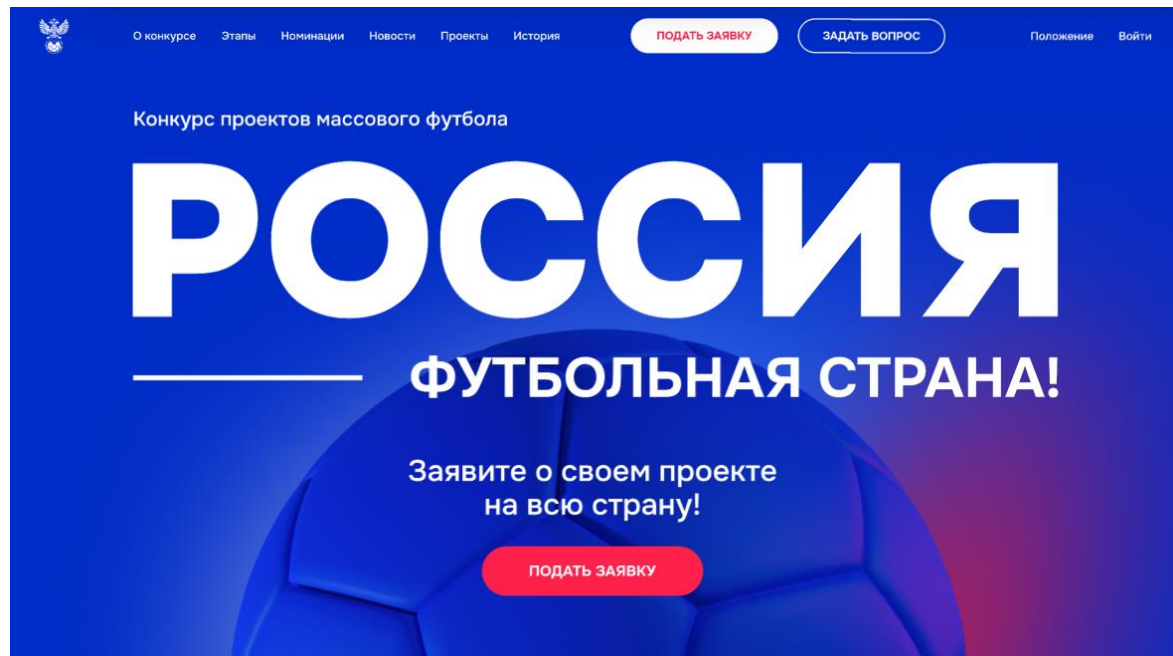 О конкурсе Этапы Номинации Новости Проекты История ПОДАТЬ ЗАЯВКУ ЗАДАТЬ ВОПРОС Положение Войти
Конкурс проектов массового футбола
РОССИЯ
ФУТБОЛЬНАЯ СТРАНА!
Заявите о своем проекте
на всю страну!
ПОДАТЬ ЗАЯВКУ